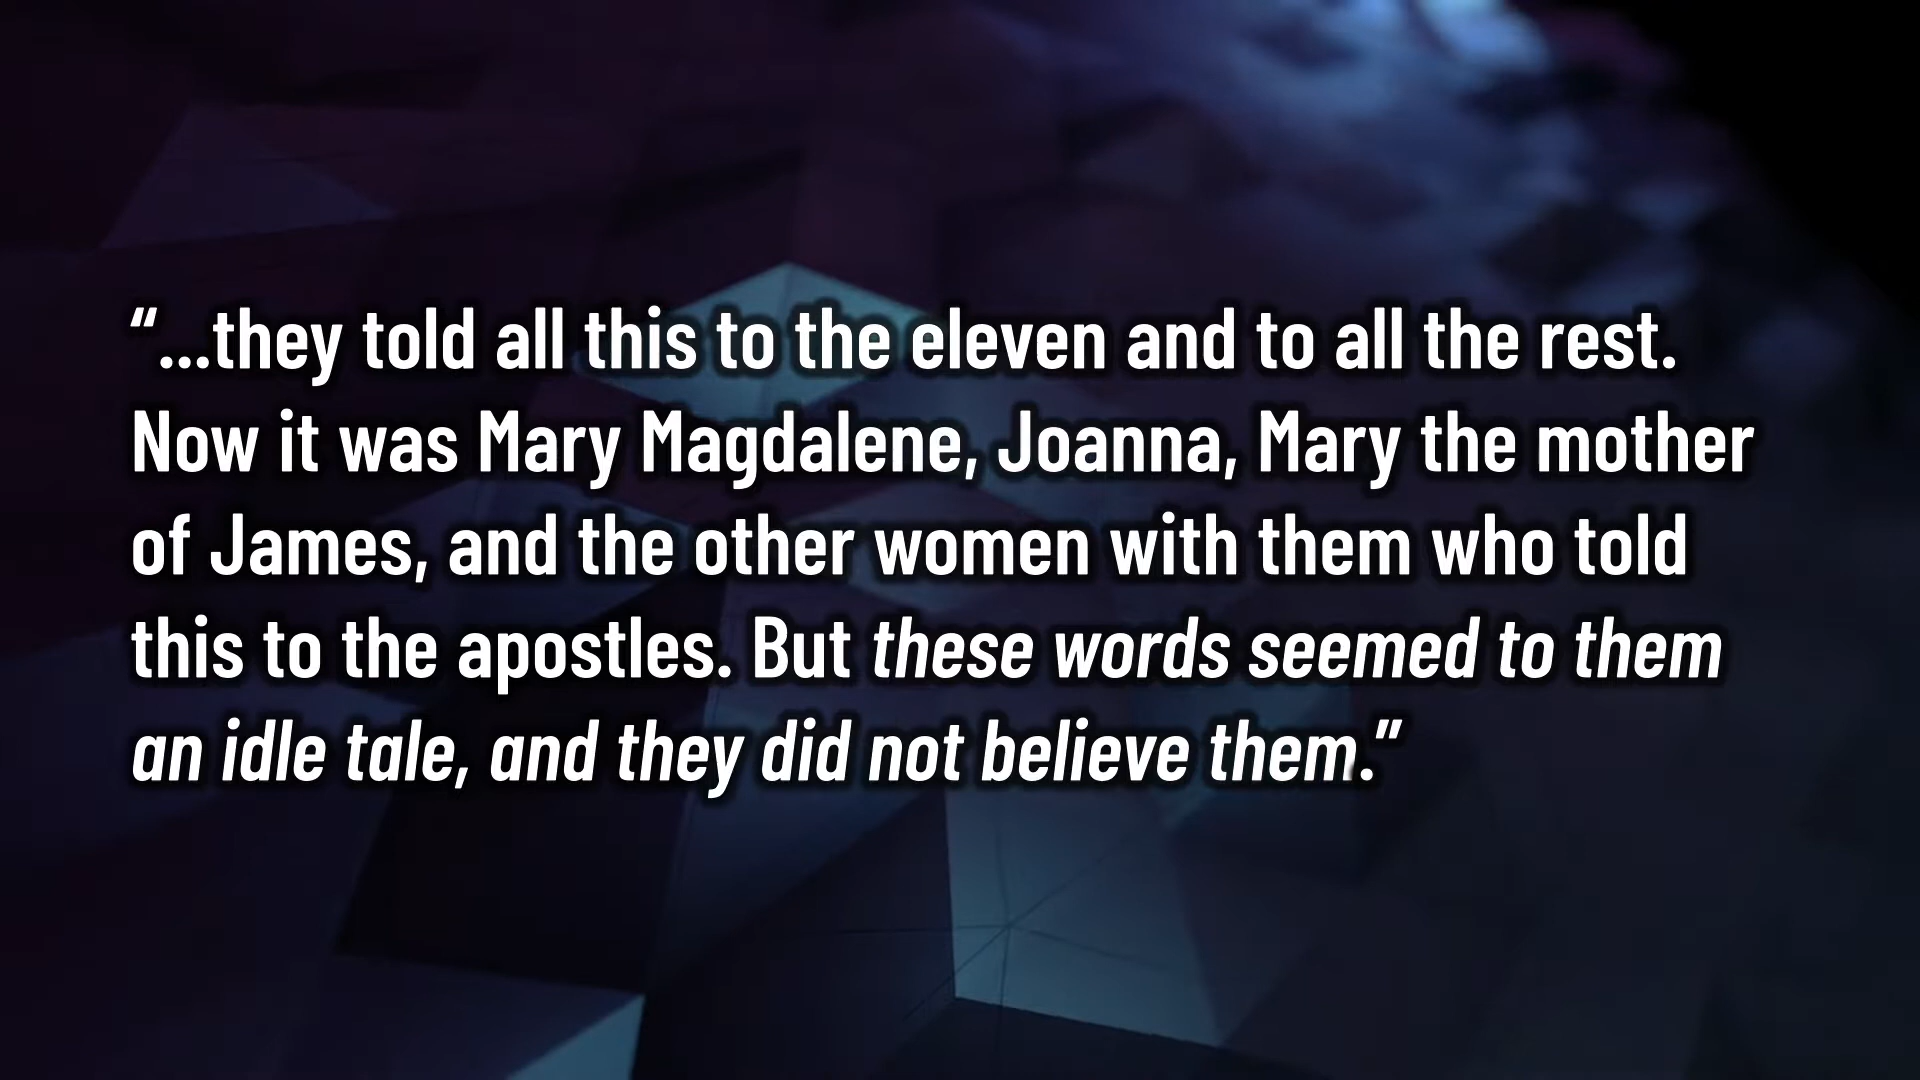 “...they told all this to the eleven and to all the rest.
Now it was Mary Magdalene, Joanna, Mary the mother
of James, and the other women with them who told
this to the apostles. But these words seemed to them
an idle tale, and they did not believe them.”